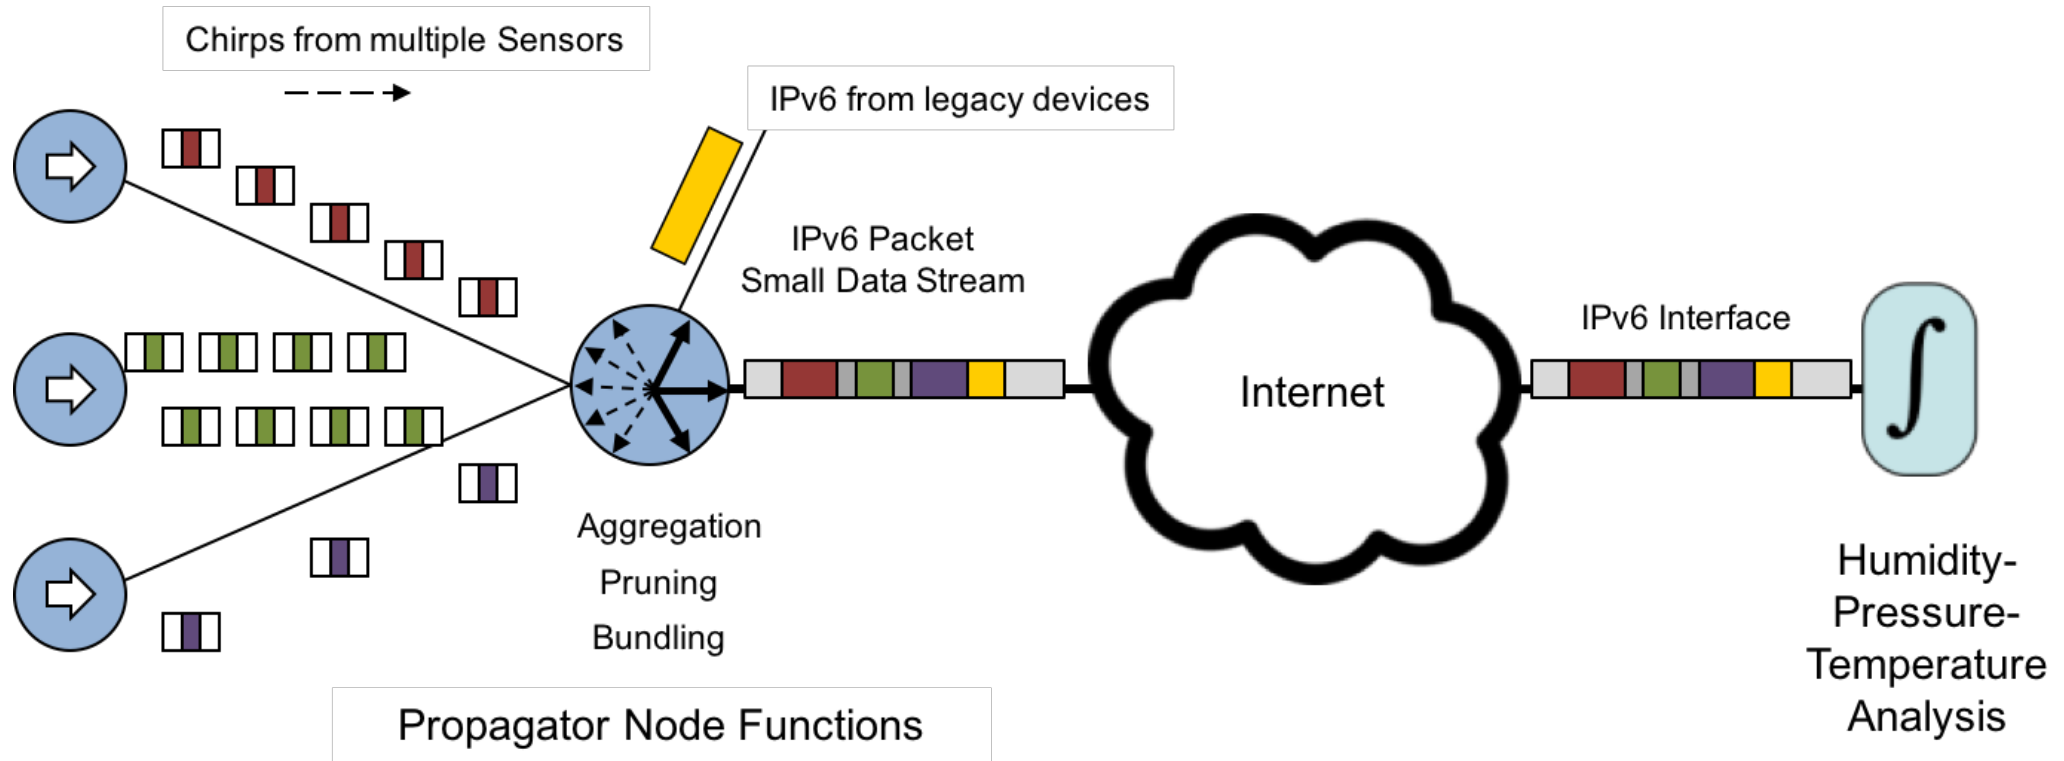 Chirps from multiple Sensors
IPv6 from legacy devices
IPv6 Packet
Small Data Stream
Internet
IPv6 Interface
∫
Aggregation
Pruning
Bundling
Humidity-
Pressure-
Temperature
Analysis
Propagator Node Functions